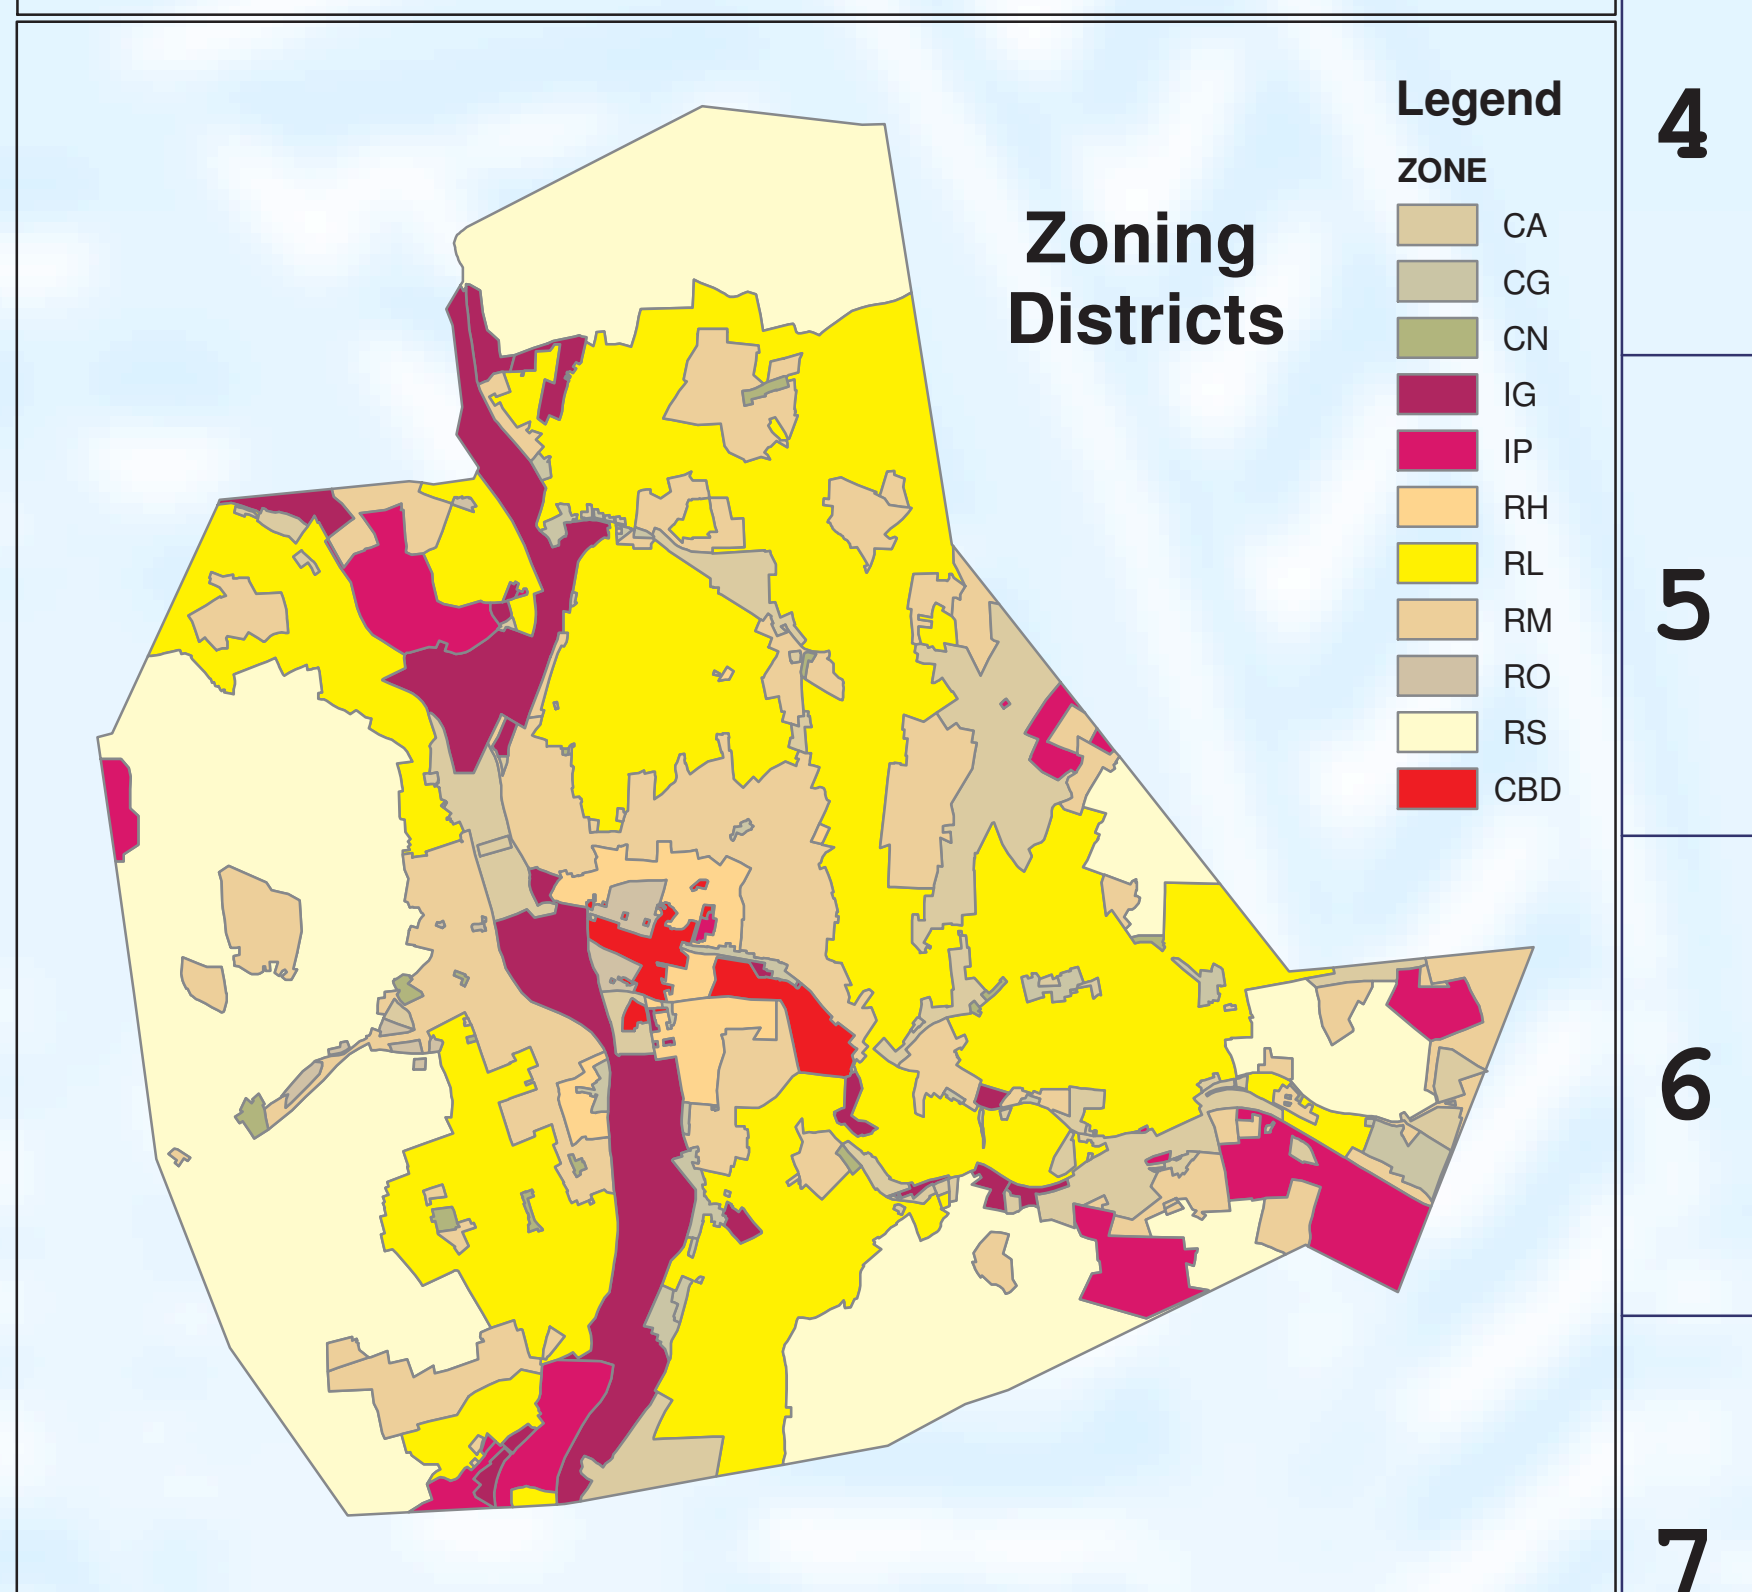 Zoning
Districts
Legend
ZONE
CA
CG
CN
IG
IP
RH
RL
RM
RO
RS
CBD
4
5
6
7